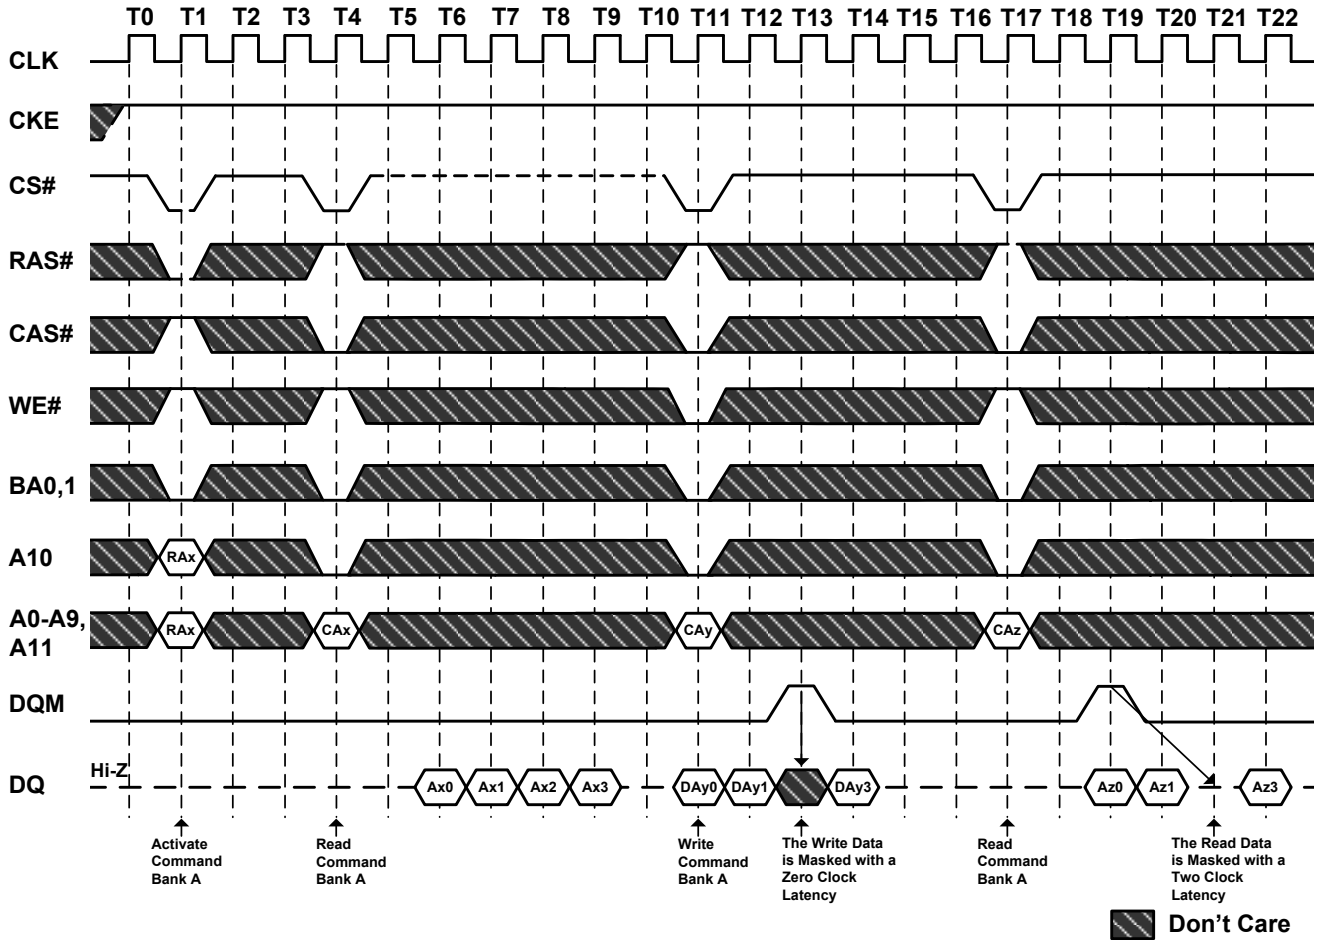 T0 T1 T2 T3 T4 T5 T6 T7 T8 T9 T10 T11 T12 T13 T14 T15 T16 T17 T18 T19 T20 T21 T22
CLK
CKE
CS#
RAS#
CAS#
WE#
BA0,1
A10 RAx
A0-A9,
A11
RAx CAx CAy CAz
DQM
Hi-Z
DQ
Ax0 Ax1 Ax2 Ax3 DAy0 DAy1 DAy3 Az0 Az1 Az3
Activate
Command
Bank A
Read
Command
Bank A
Write
Command
Bank A
The Write Data
is Masked with a
Zero Clock
Latency
Read
Command
Bank A
The Read Data
is Masked with a
Two Clock
Latency
Don't Care